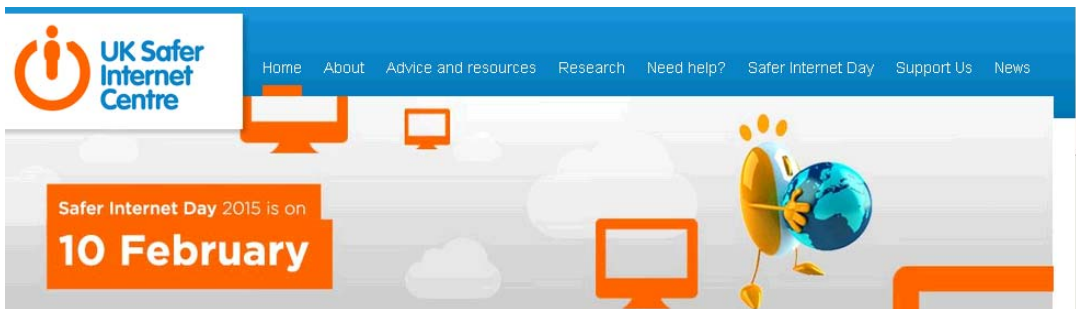 UK Safer
Internet
Centre
Home About Advice and resources Research Need help? Safer Internet Day Support Us News
Safer Internet Day 2015 is on
10 February